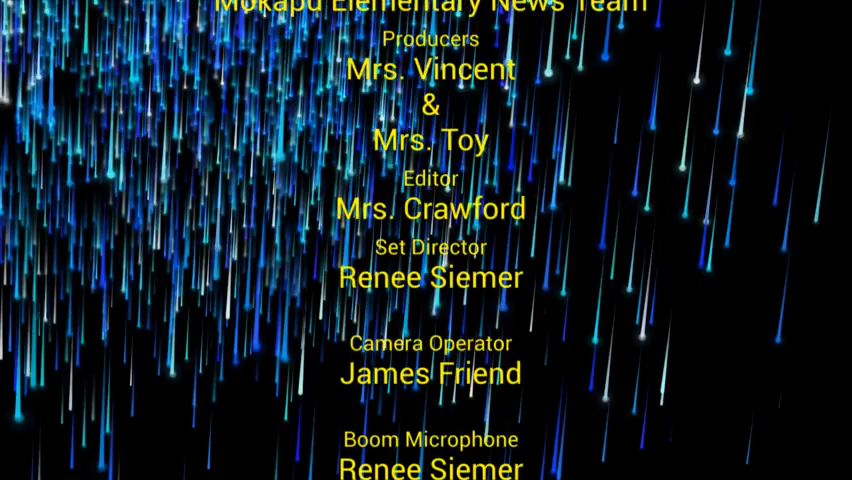 Mokapu Elementary News Team
Producers
Mrs. Vincent
&
Mrs. Toy
Editor
Mrs. Crawford
Set Director
Renee Siemer
Camera Operator
James Friend
Boom Microphone
Renee Siemer